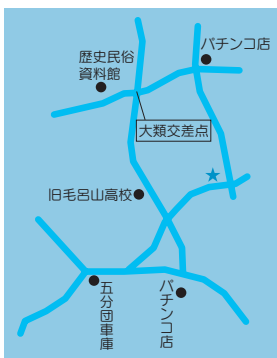 パチンコ店
歴史民俗
資料館
大類交差点
旧毛呂山高校
五分団車庫
パチンコ店